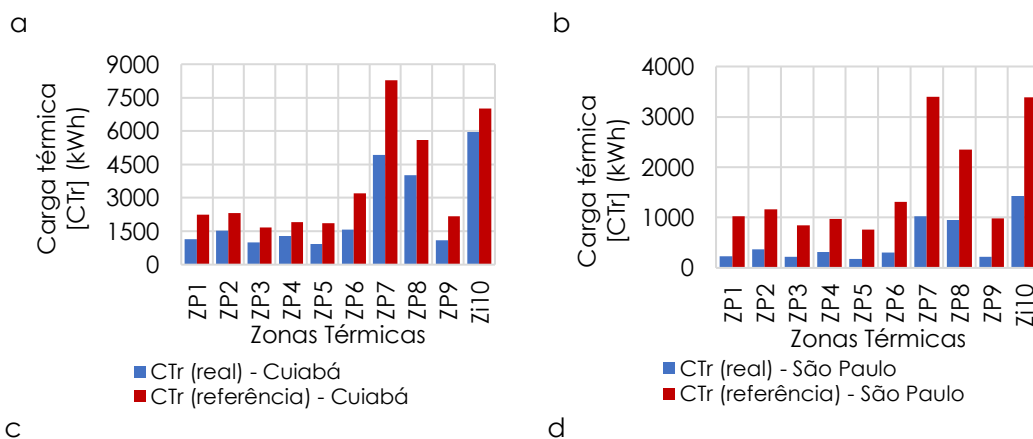 a
9000
7500
6000
4500
3000
1500
0
Carga térmica
[CTr] (kWh)
ZP1
ZP2
ZP3
ZP4
ZP5
ZP6
ZP7
ZP8
ZP9
Zi10
Zonas Térmicas
CTr (real) - Cuiabá
CTr (referência) - Cuiabá
b
4000
3000
2000
1000
0
Carga térmica
[CTr] (kWh)
ZP1
ZP2
ZP3
ZP4
ZP5
ZP6
ZP7
ZP8
ZP9
Zi10
Zonas Térmicas
CTr (real) - São Paulo
CTr (referência) - São Paulo
c
d